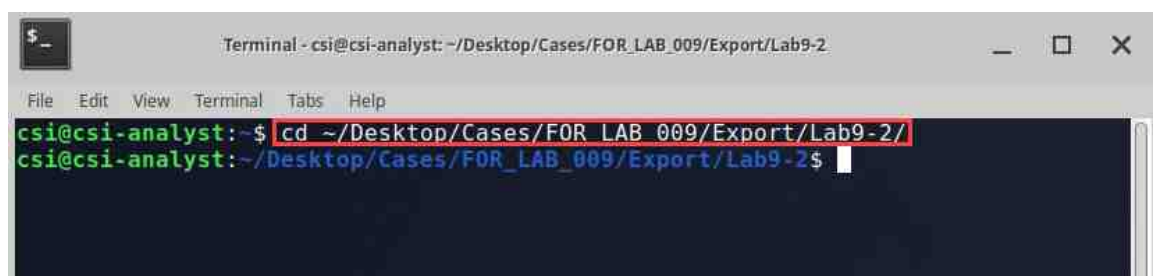 $_
Terminal - csi@csi-analyst: ~/Desktop/Cases/FOR_LAB_009/Export/Lab9-2
File Edit View Terminal Tabs Help
csi@csi-analyst:~$ cd ~/Desktop/Cases/FOR_LAB_009/Export/Lab9-2/
csi@csi-analyst:~/Desktop/Cases/FOR_LAB_009/Export/Lab9-2$